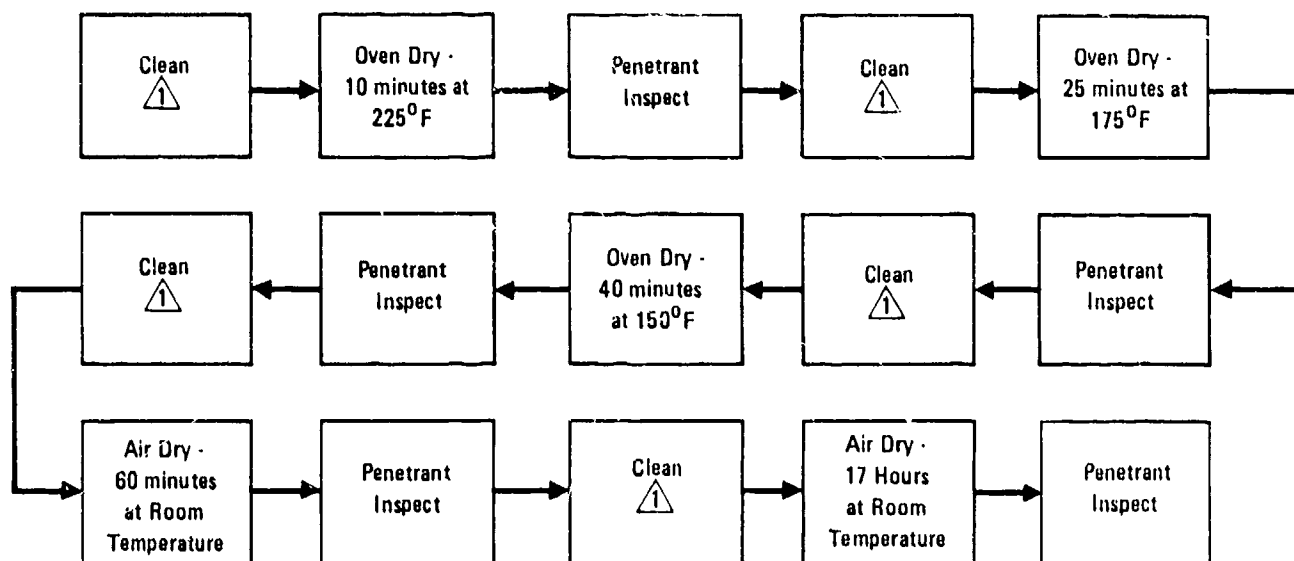 Clean
1
Oven Dry -
10 minutes at
225°F
Penetrant
Inspect
Clean
1
Oven Dry -
25 minutes at
175°F
Clean
1
Penetrant
Inspect
Oven Dry -
40 minutes
at 150°F
Clean
1
Penetrant
Inspect
Air Dry -
60 minutes
at Room
Temperature
Penetrant
Inspect
Clean
1
Air Dry -
17 Hours
at Room
Temperature
Penetrant
Inspect